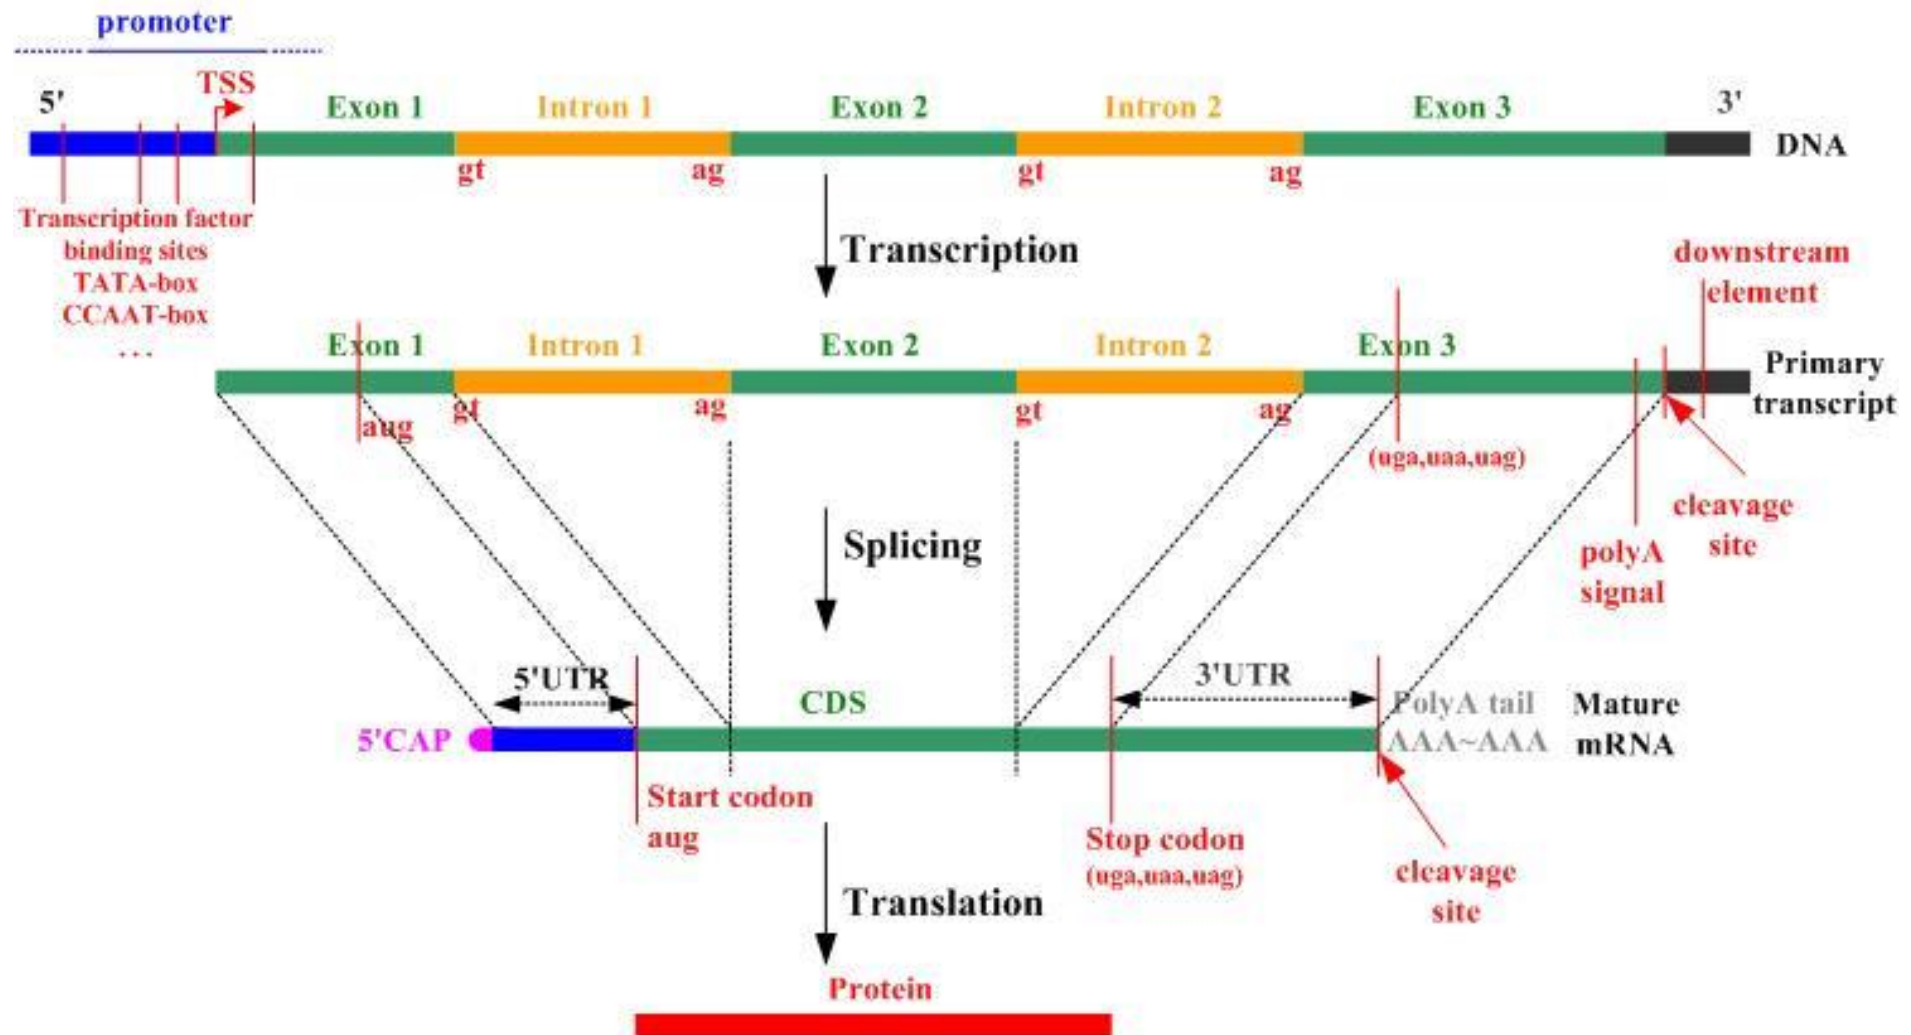 promoter
TSS
5'
Exon 1
Intron 1
Exon 2
Intron 2
Exon 3
3'
DNA
gt
ag
gt
ag
Transcription factor
binding sites
TATA-box
CCAAT-box
...
Transcription
downstream
element
Exon 1
Intron 1
Exon 2
Intron 2
Exon 3
Primary
transcript
aug
gt
ag
gt
ag
(uga,uaa,uag)
cleavage
site
polyA
signal
Splicing
5'UTR
CDS
3'UTR
PolyA tail
AAA~AAA
Mature
mRNA
5'CAP
Start codon
aug
Stop codon
(uga,uaa,uag)
cleavage
site
Translation
Protein